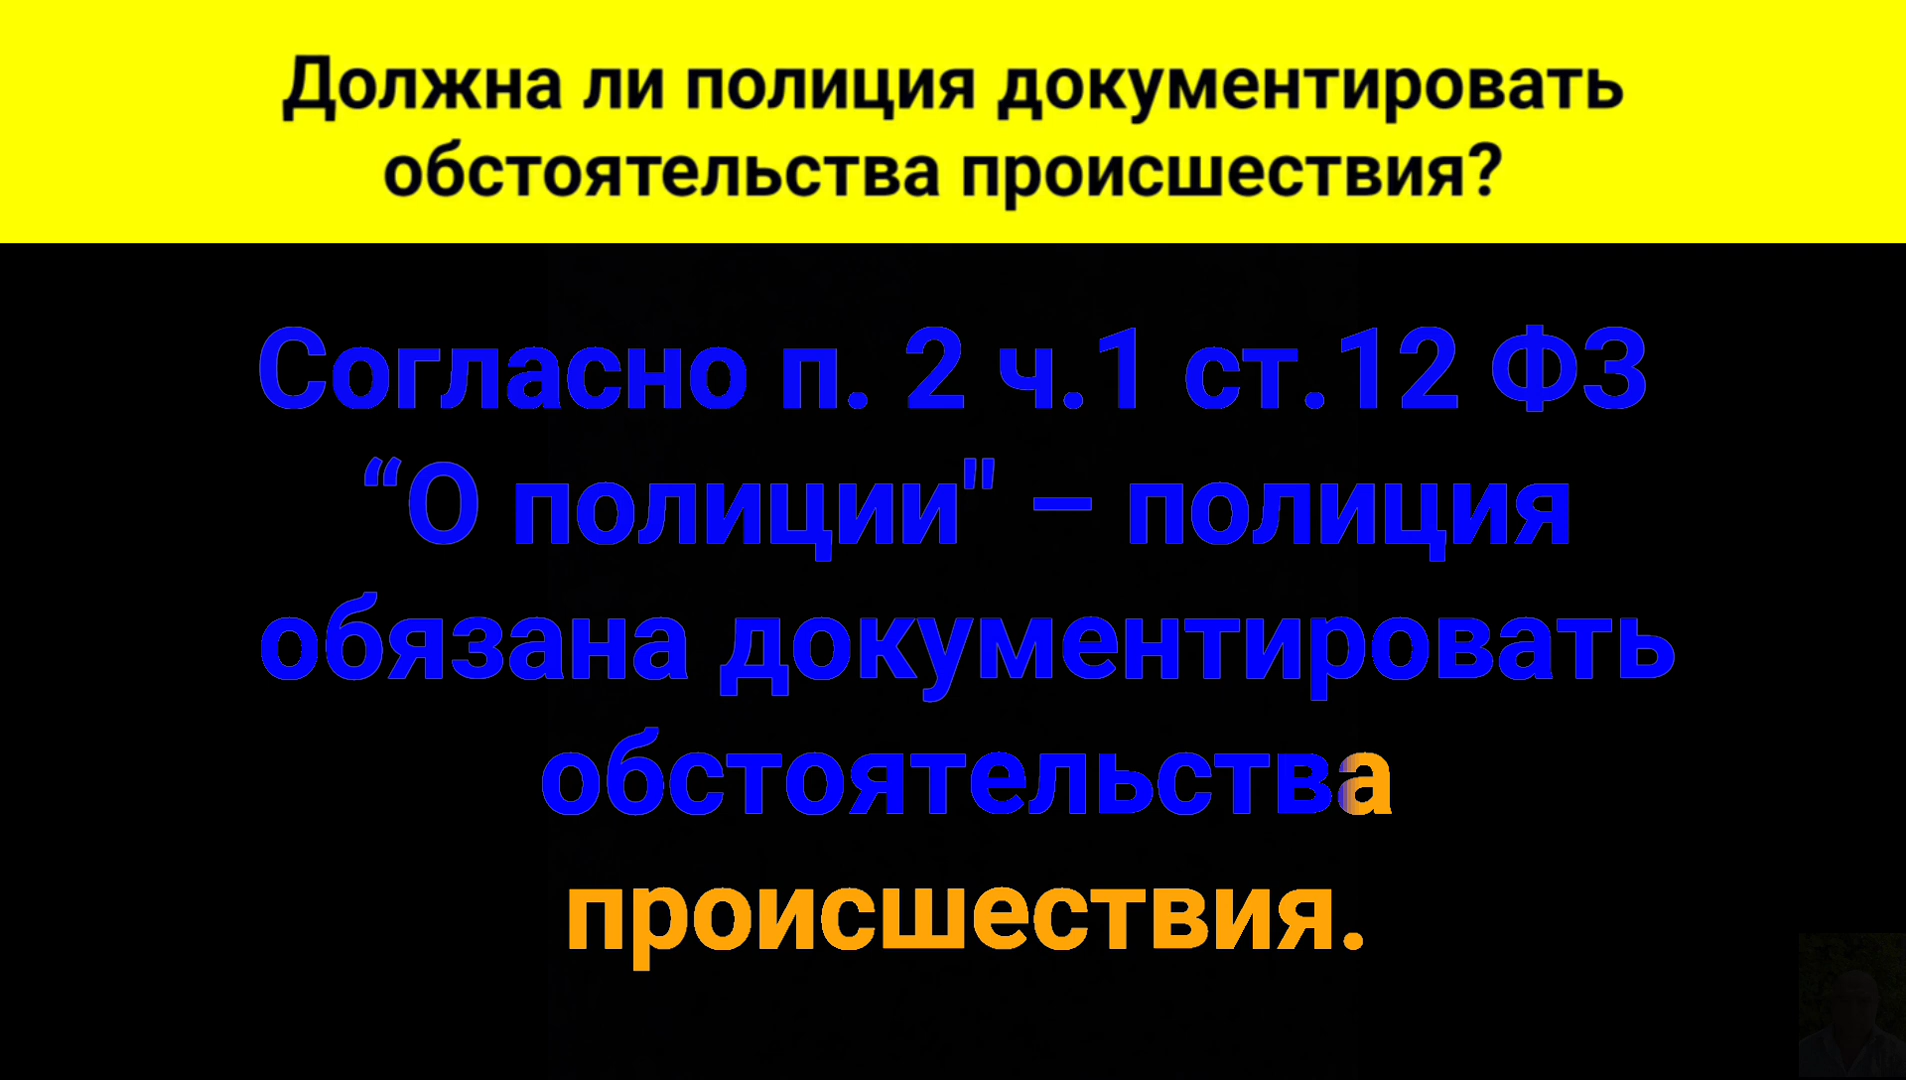 Должна ли полиция документировать
обстоятельства происшествия?
Согласно п. 2 ч.1 ст.12 ФЗ
“О полиции" – полиция
обязана документировать
обстоятельства
происшествия.